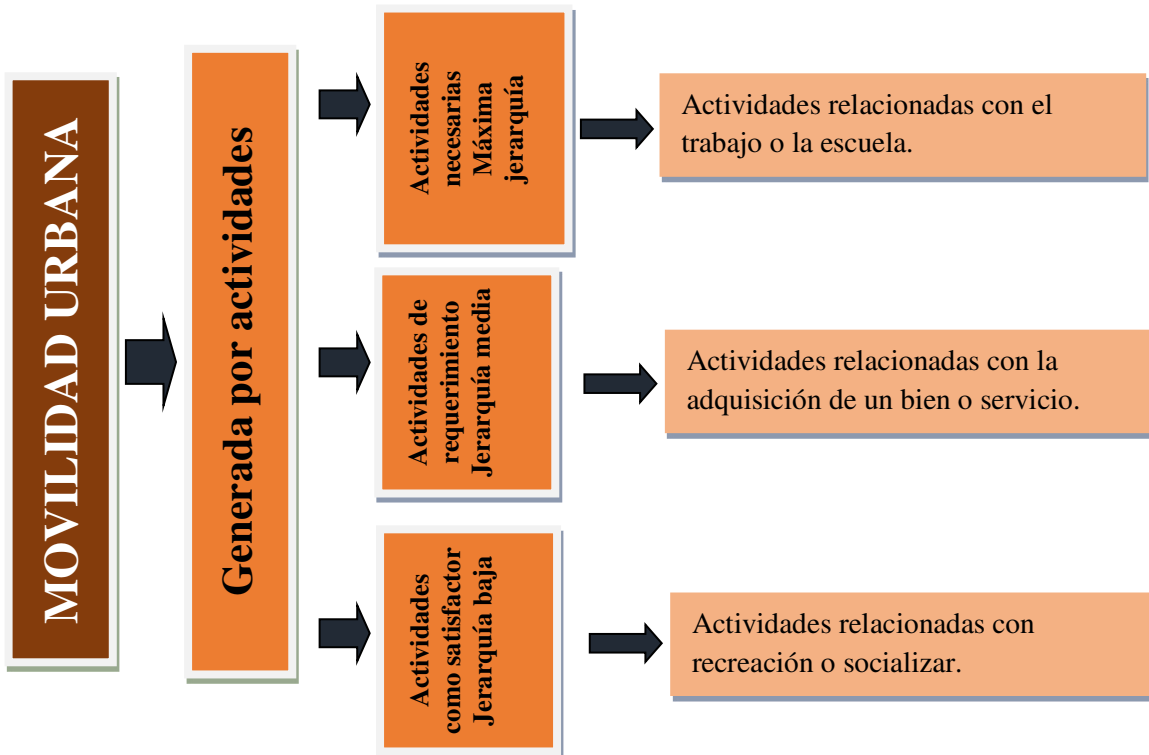 MOVILIDAD URBANA
Generada por actividades
Actividades
necesarias
Máxima
jerarquía
Actividades relacionadas con el
trabajo o la escuela.
Actividades de
requerimiento
Jerarquía media
Actividades relacionadas con la
adquisición de un bien o servicio.
Actividades
como satisfactor
Jerarquía baja
Actividades relacionadas con
recreación o socializar.